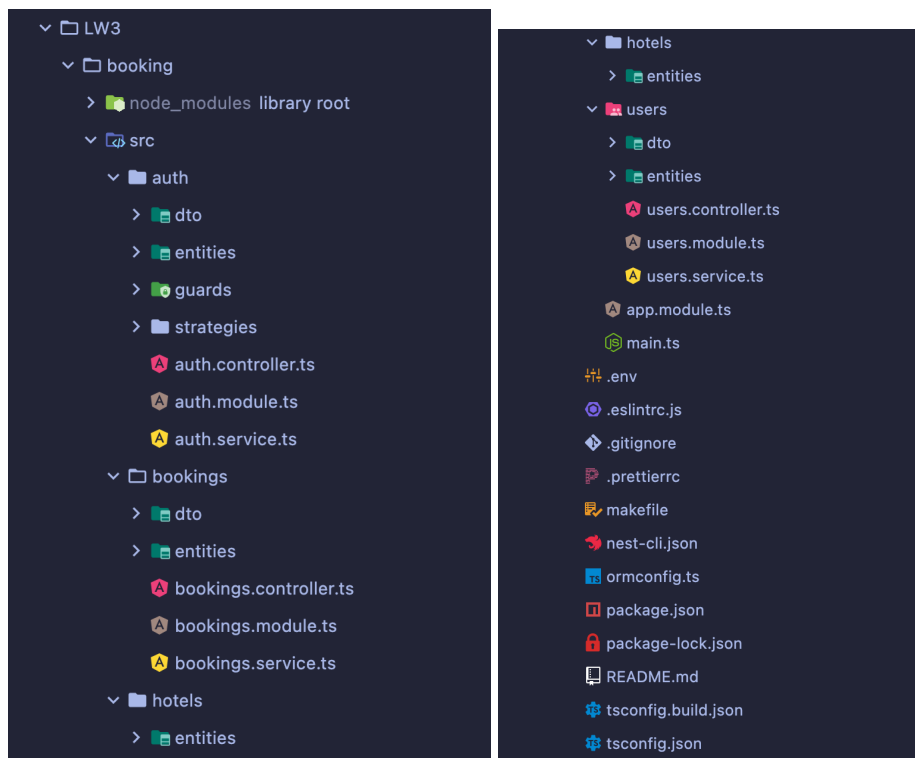 LW3
booking
node_modules library root
src
auth
dto
entities
guards
strategies
auth.controller.ts
auth.module.ts
auth.service.ts
bookings
dto
entities
bookings.controller.ts
bookings.module.ts
bookings.service.ts
hotels
entities
hotels
entities
users
dto
entities
users.controller.ts
users.module.ts
users.service.ts
app.module.ts
main.ts
.env
.eslintrc.js
.gitignore
.prettierrc
makefile
nest-cli.json
ormconfig.ts
package.json
package-lock.json
README.md
tsconfig.build.json
tsconfig.json